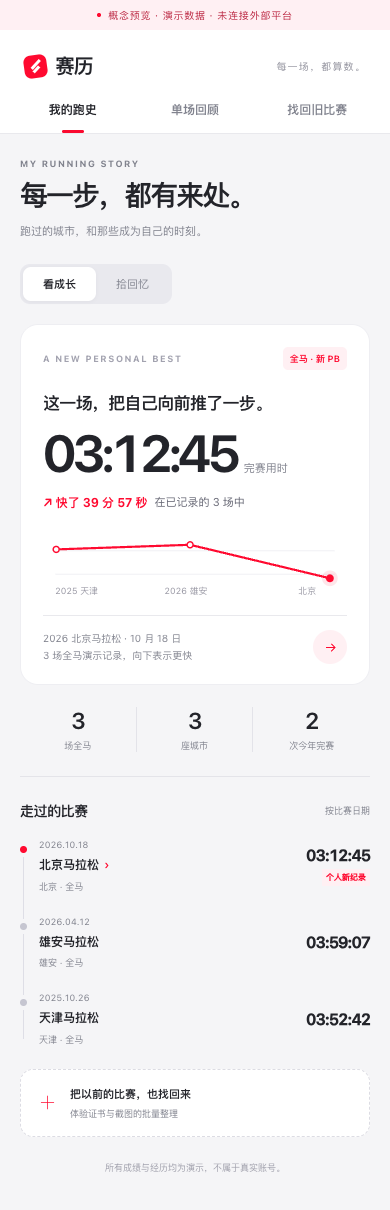 概念预览 · 演示数据 · 未连接外部平台
赛历
每一场，都算数。
我的跑史 单场回顾 找回旧比赛
MY RUNNING STORY
每一步，都有来处。
跑过的城市，和那些成为自己的时刻。
看成长 拾回忆
A NEW PERSONAL BEST 全马 · 新 PB
这一场，把自己向前推了一步。
03:12:45 完赛用时
↗ 快了 39 分 57 秒 在已记录的 3 场中
2025 天津 2026 雄安 北京
2026 北京马拉松 · 10 月 18 日
3 场全马演示记录，向下表示更快
→
3 3 2
场全马 座城市 次今年完赛
走过的比赛 按比赛日期
2026.10.18
北京马拉松 › 03:12:45
北京 · 全马 个人新纪录
2026.04.12
雄安马拉松 03:59:07
雄安 · 全马
2025.10.26
天津马拉松 03:52:42
天津 · 全马
把以前的比赛，也找回来
体验证书与截图的批量整理
所有成绩与经历均为演示，不属于真实账号。